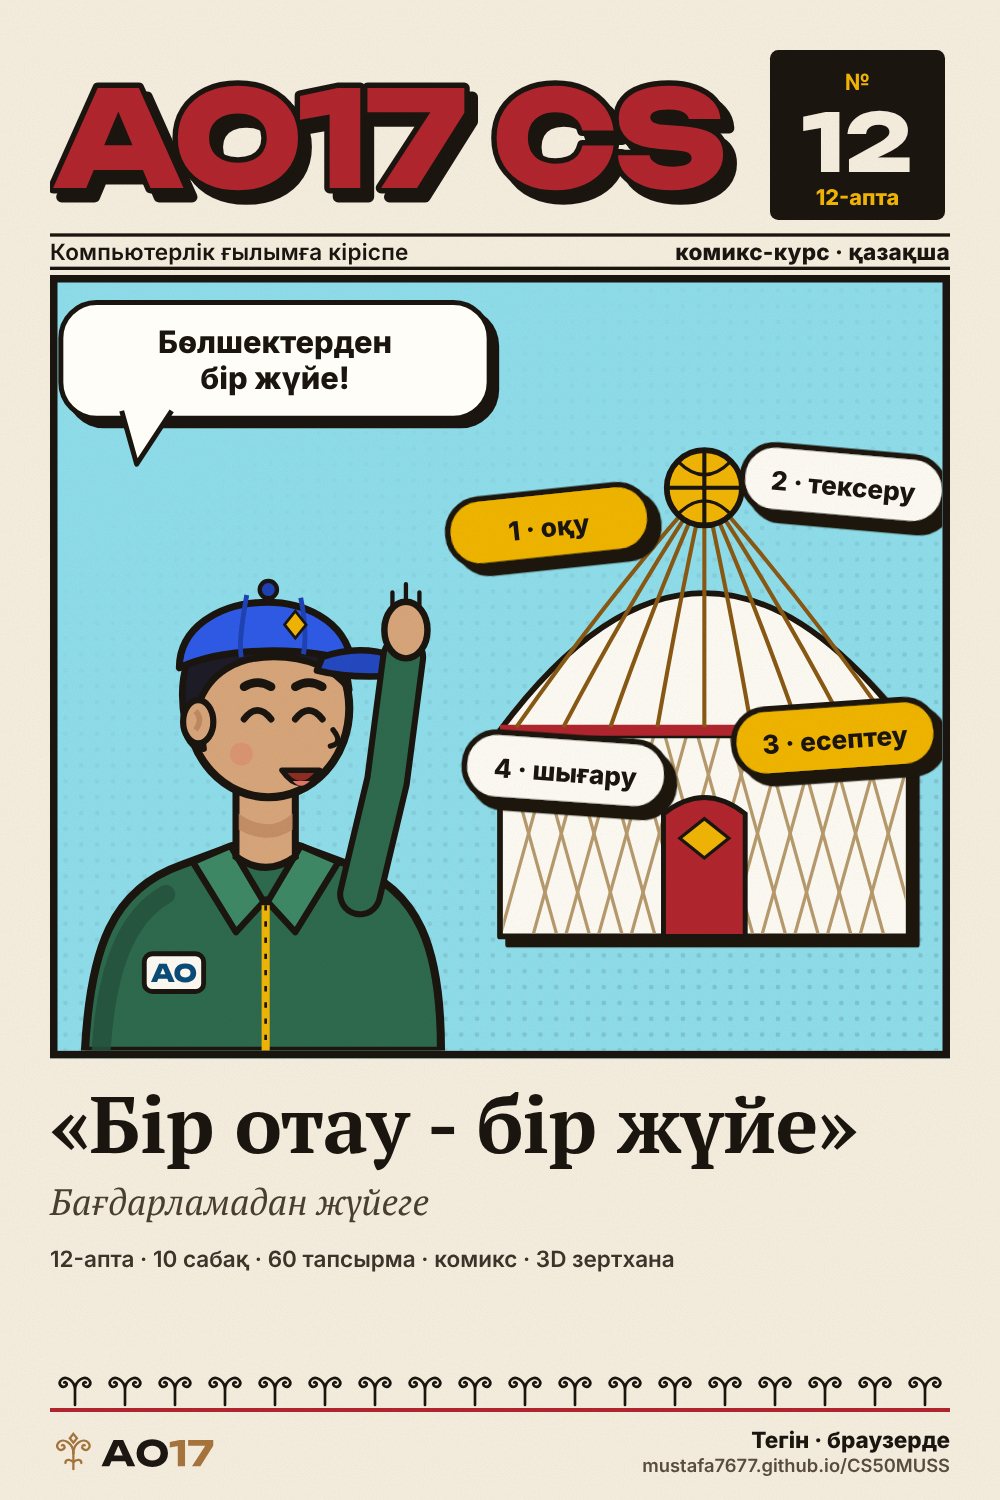 AO17 CS
№
12
12-апта
Компьютерлік ғылымға кіріспе
комикс-курс · қазақша
Бөлшектерден
бір жүйе!
1 · оқу
2 · тексеру
3 · есептеу
4 · шығару
AO
«Бір отау - бір жүйе»
Бағдарламадан жүйеге
12-апта · 10 сабақ · 60 тапсырма · комикс · 3D зертхана
AO17
Тегін · браузерде
mustafa7677.github.io/CS50MUSS